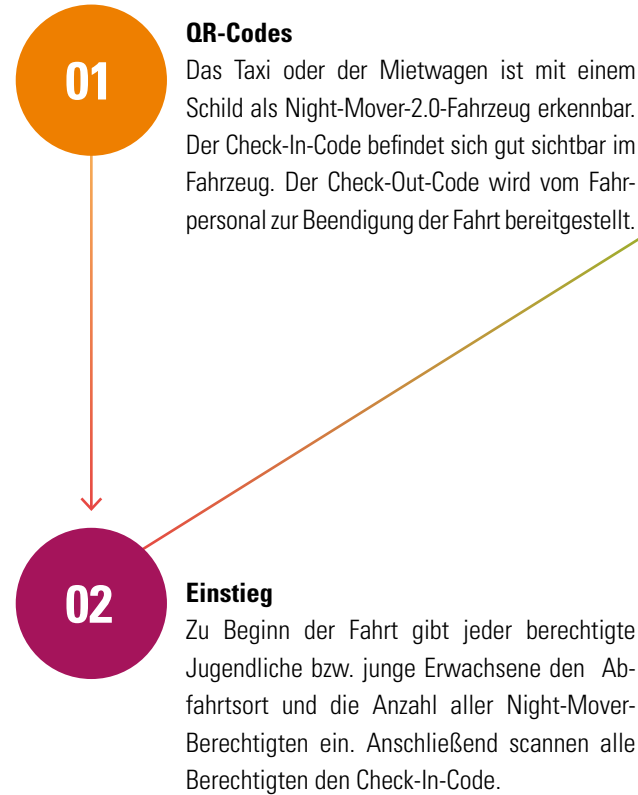 01
QR-Codes
Das Taxi oder der Mietwagen ist mit einem
Schild als Night-Mover-2.0-Fahrzeug erkennbar.
Der Check-In-Code befindet sich gut sichtbar im
Fahrzeug. Der Check-Out-Code wird vom Fahr-
personal zur Beendigung der Fahrt bereitgestellt.
02
Einstieg
Zu Beginn der Fahrt gibt jeder berechtigte
Jugendliche bzw. junge Erwachsene den Ab-
fahrtsort und die Anzahl aller Night-Mover-
Berechtigten ein. Anschließend scannen alle
Berechtigten den Check-In-Code.